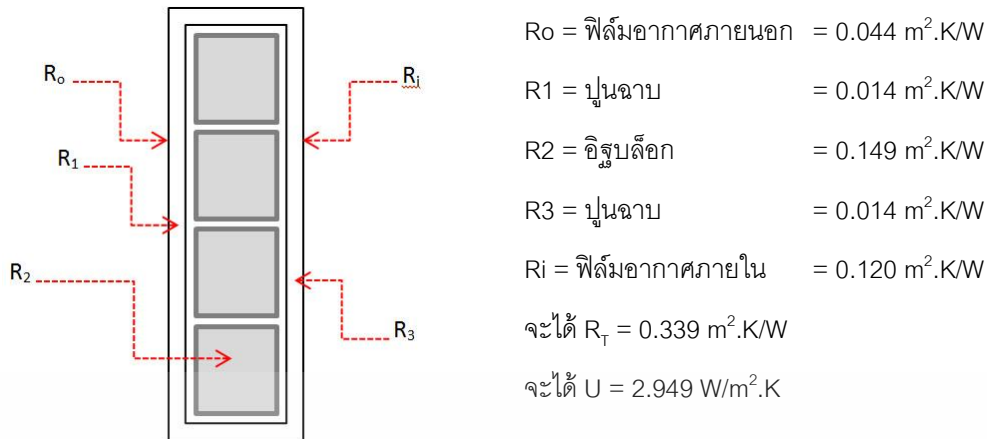 Ro = ฟิล์มอากาศภายนอก = 0.044 m².K/W
R1 = ปูนฉาบ = 0.014 m².K/W
R2 = อิฐบล็อก = 0.149 m².K/W
R3 = ปูนฉาบ = 0.014 m².K/W
Ri = ฟิล์มอากาศภายใน = 0.120 m².K/W
จะได้ R_T = 0.339 m².K/W
จะได้ U = 2.949 W/m².K
Rₒ
Rᵢ
R₁
R₂
R₃